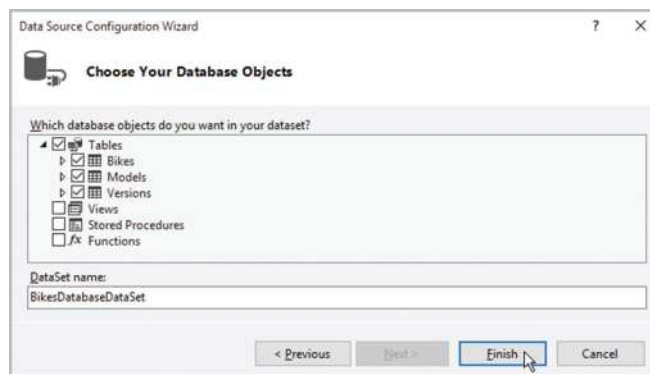 Data Source Configuration Wizard
Choose Your Database Objects
Which database objects do you want in your dataset?
Tables
Bikes
Models
Versions
Views
Stored Procedures
fx Functions
DataSet name:
BikesDatabaseDataSet
< Previous Next > Finish Cancel